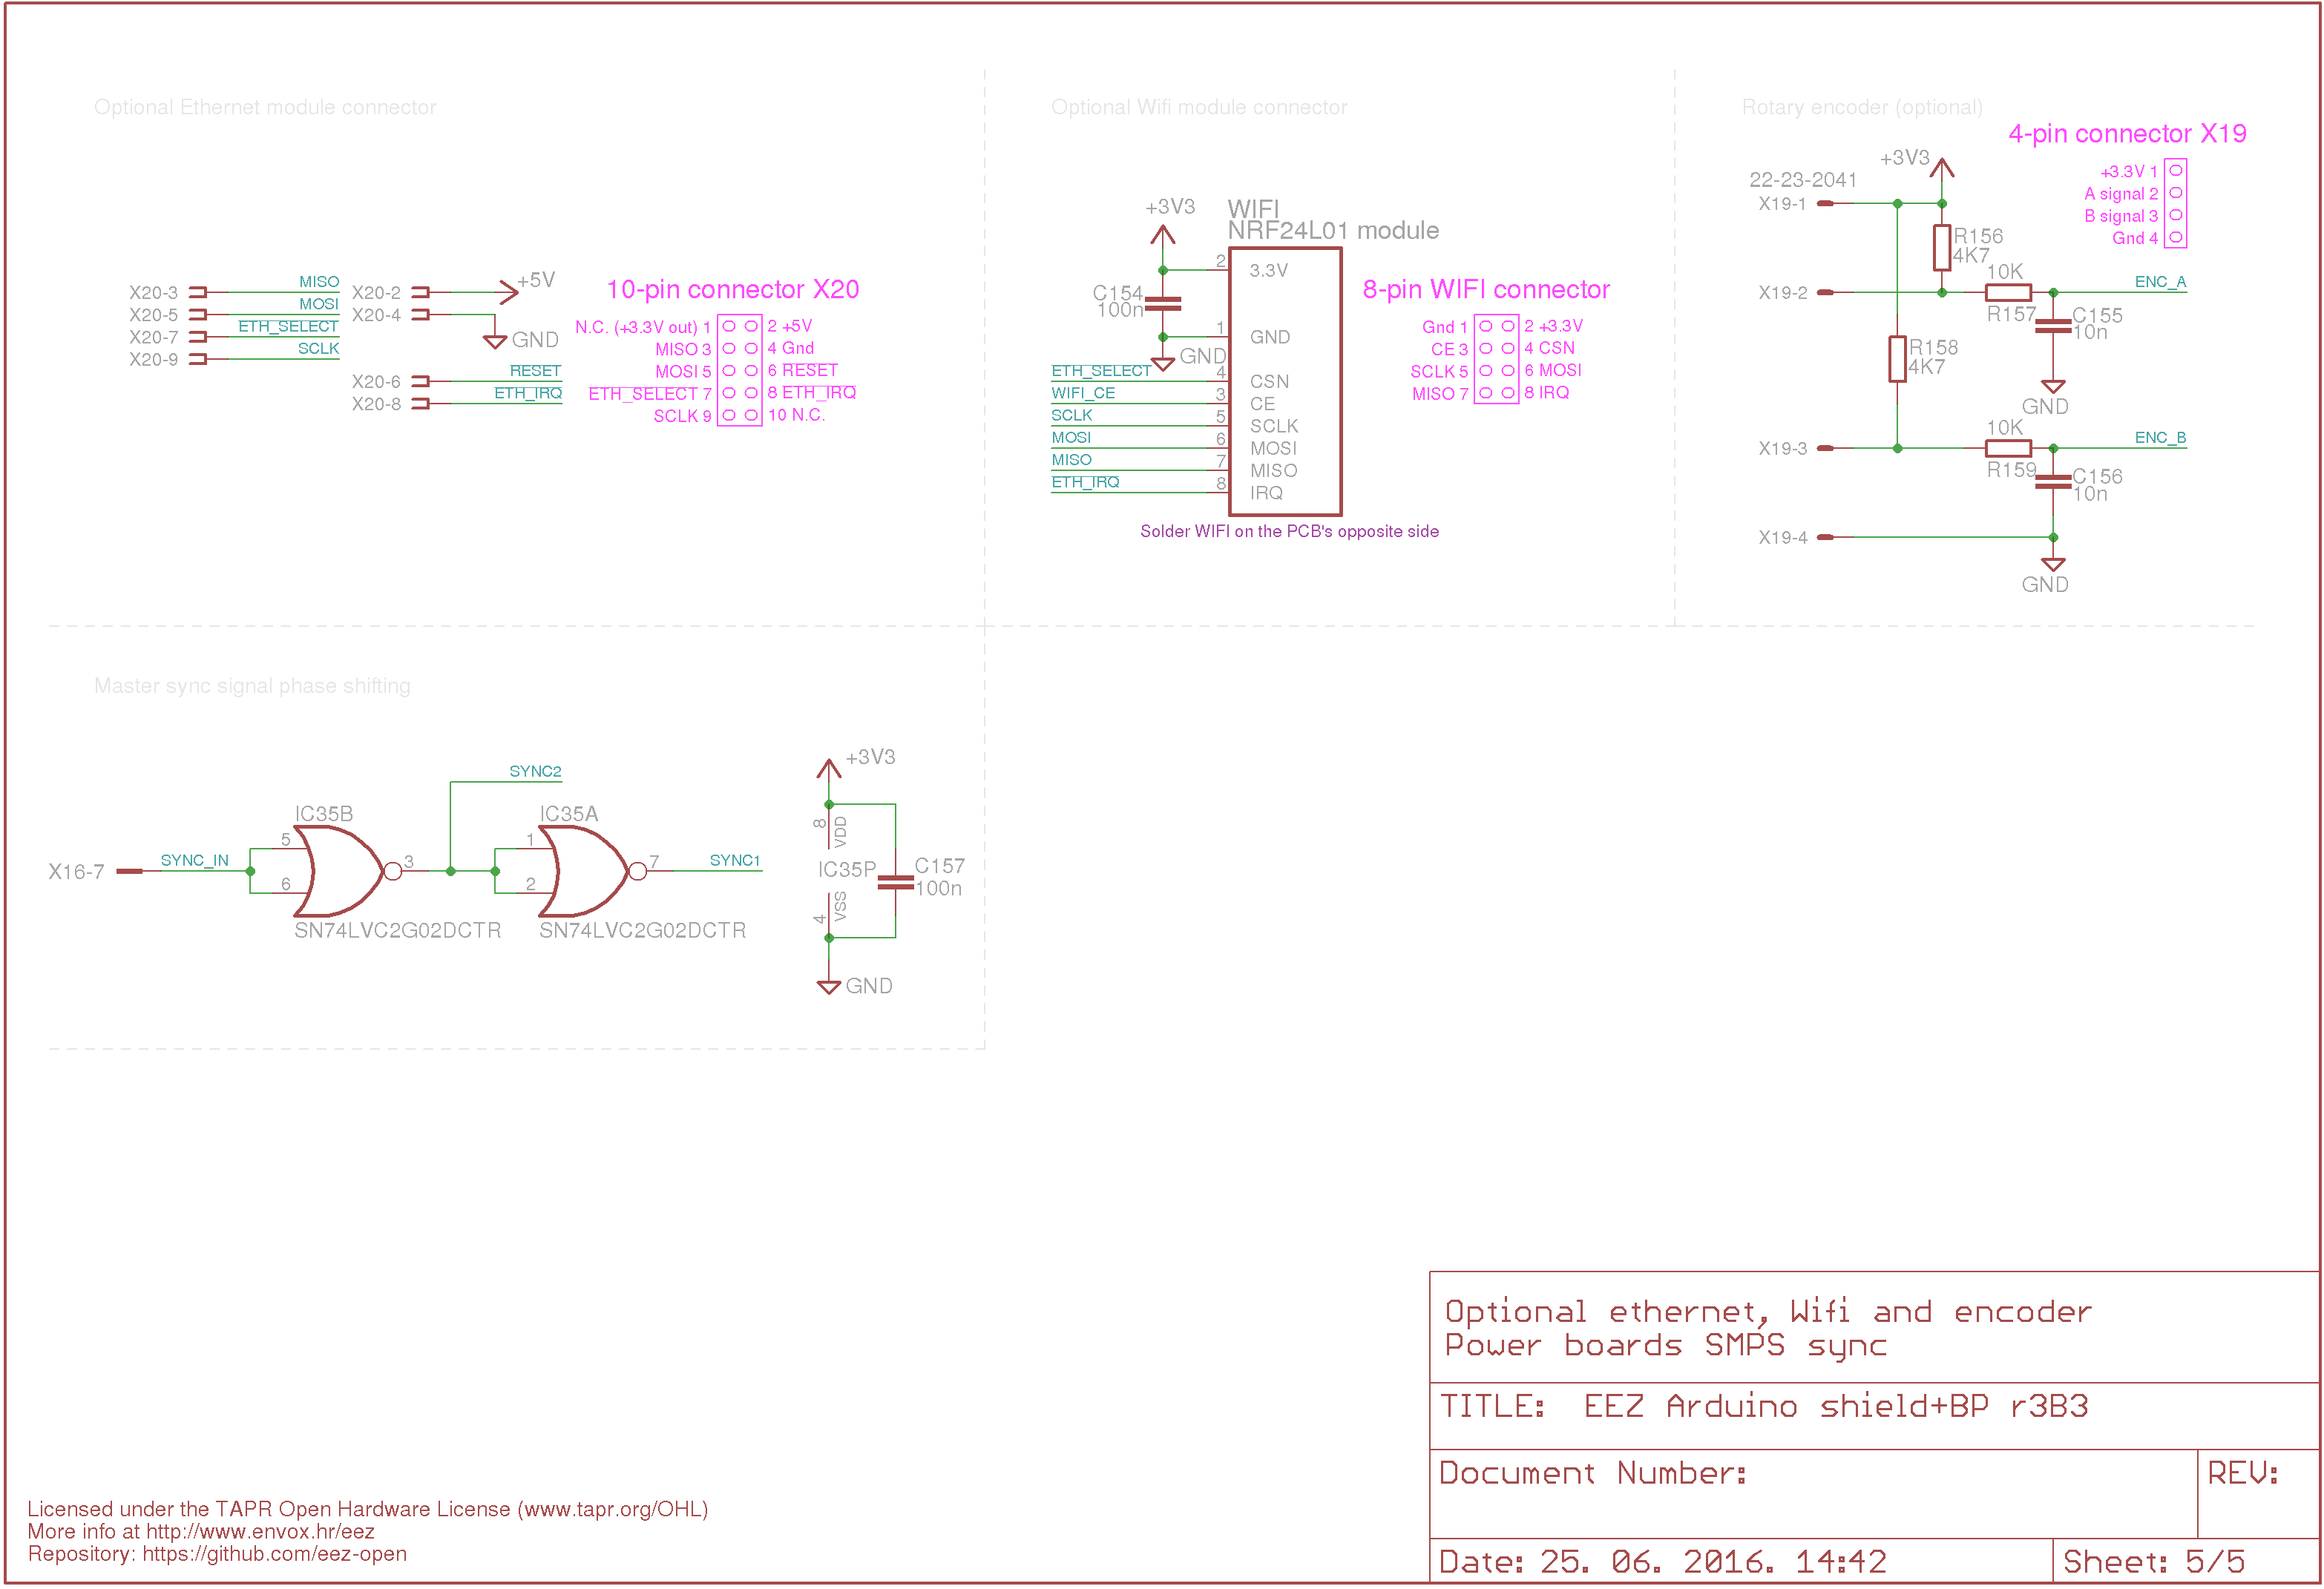 Optional Ethernet module connector
X20-3 MISO
X20-5 MOSI
X20-7 ETH_SELECT
X20-9 SCLK
X20-2 +5V
X20-4 GND
X20-6 RESET
X20-8 ETH_IRQ
10-pin connector X20
N.C. (+3.3V out) 1 2 +5V
MISO 3 4 Gnd
MOSI 5 6 RESET
ETH_SELECT 7 8 ETH_IRQ
SCLK 9 10 N.C.
Optional Wifi module connector
+3V3
WIFI
NRF24L01 module
C154
100n
2 3.3V
1 GND
GND
ETH_SELECT 4 CSN
WIFI_CE 3 CE
SCLK 5 SCLK
MOSI 6 MOSI
MISO 7 MISO
ETH_IRQ 8 IRQ
Solder WIFI on the PCB's opposite side
8-pin WIFI connector
Gnd 1 2 +3.3V
CE 3 4 CSN
SCLK 5 6 MOSI
MISO 7 8 IRQ
Rotary encoder (optional)
4-pin connector X19
+3.3V 1
A signal 2
B signal 3
Gnd 4
+3V3
22-23-2041
X19-1
R156
4K7
X19-2
10K
R157
ENC_A
C155
10n
GND
R158
4K7
X19-3
10K
R159
ENC_B
C156
10n
X19-4
GND
Master sync signal phase shifting
X16-7
SYNC_IN
IC35B
5
6
3
SN74LVC2G02DCTR
SYNC2
IC35A
1
2
7
SN74LVC2G02DCTR
SYNC1
+3V3
8 VDD
IC35P
4 VSS
C157
100n
GND
Optional ethernet, Wifi and encoder
Power boards SMPS sync
TITLE: EEZ Arduino shield+BP r3B3
Document Number:
REV:
Date: 25. 06. 2016. 14:42
Sheet: 5/5
Licensed under the TAPR Open Hardware License (www.tapr.org/OHL)
More info at http://www.envox.hr/eez
Repository: https://github.com/eez-open